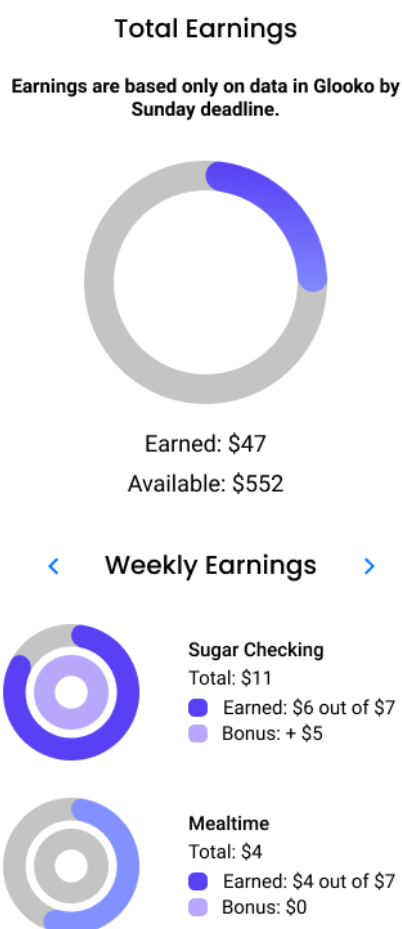 Total Earnings
Earnings are based only on data in Glooko by
Sunday deadline.
Earned: $47
Available: $552
Weekly Earnings
Sugar Checking
Total: $11
Earned: $6 out of $7
Bonus: + $5
Mealtime
Total: $4
Earned: $4 out of $7
Bonus: $0